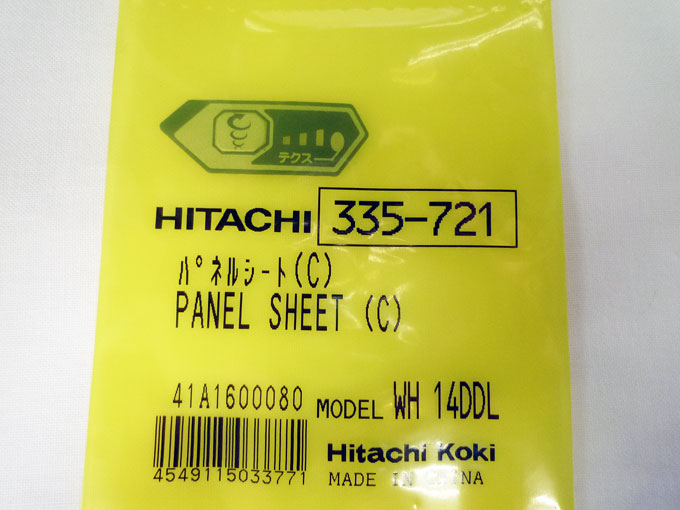 テクス
HITACHI 335-721
パネルシート(C)
PANEL SHEET (C)
41A1600080 MODEL WH 14DDL
4549115033771
Hitachi Koki
MADE IN CHINA